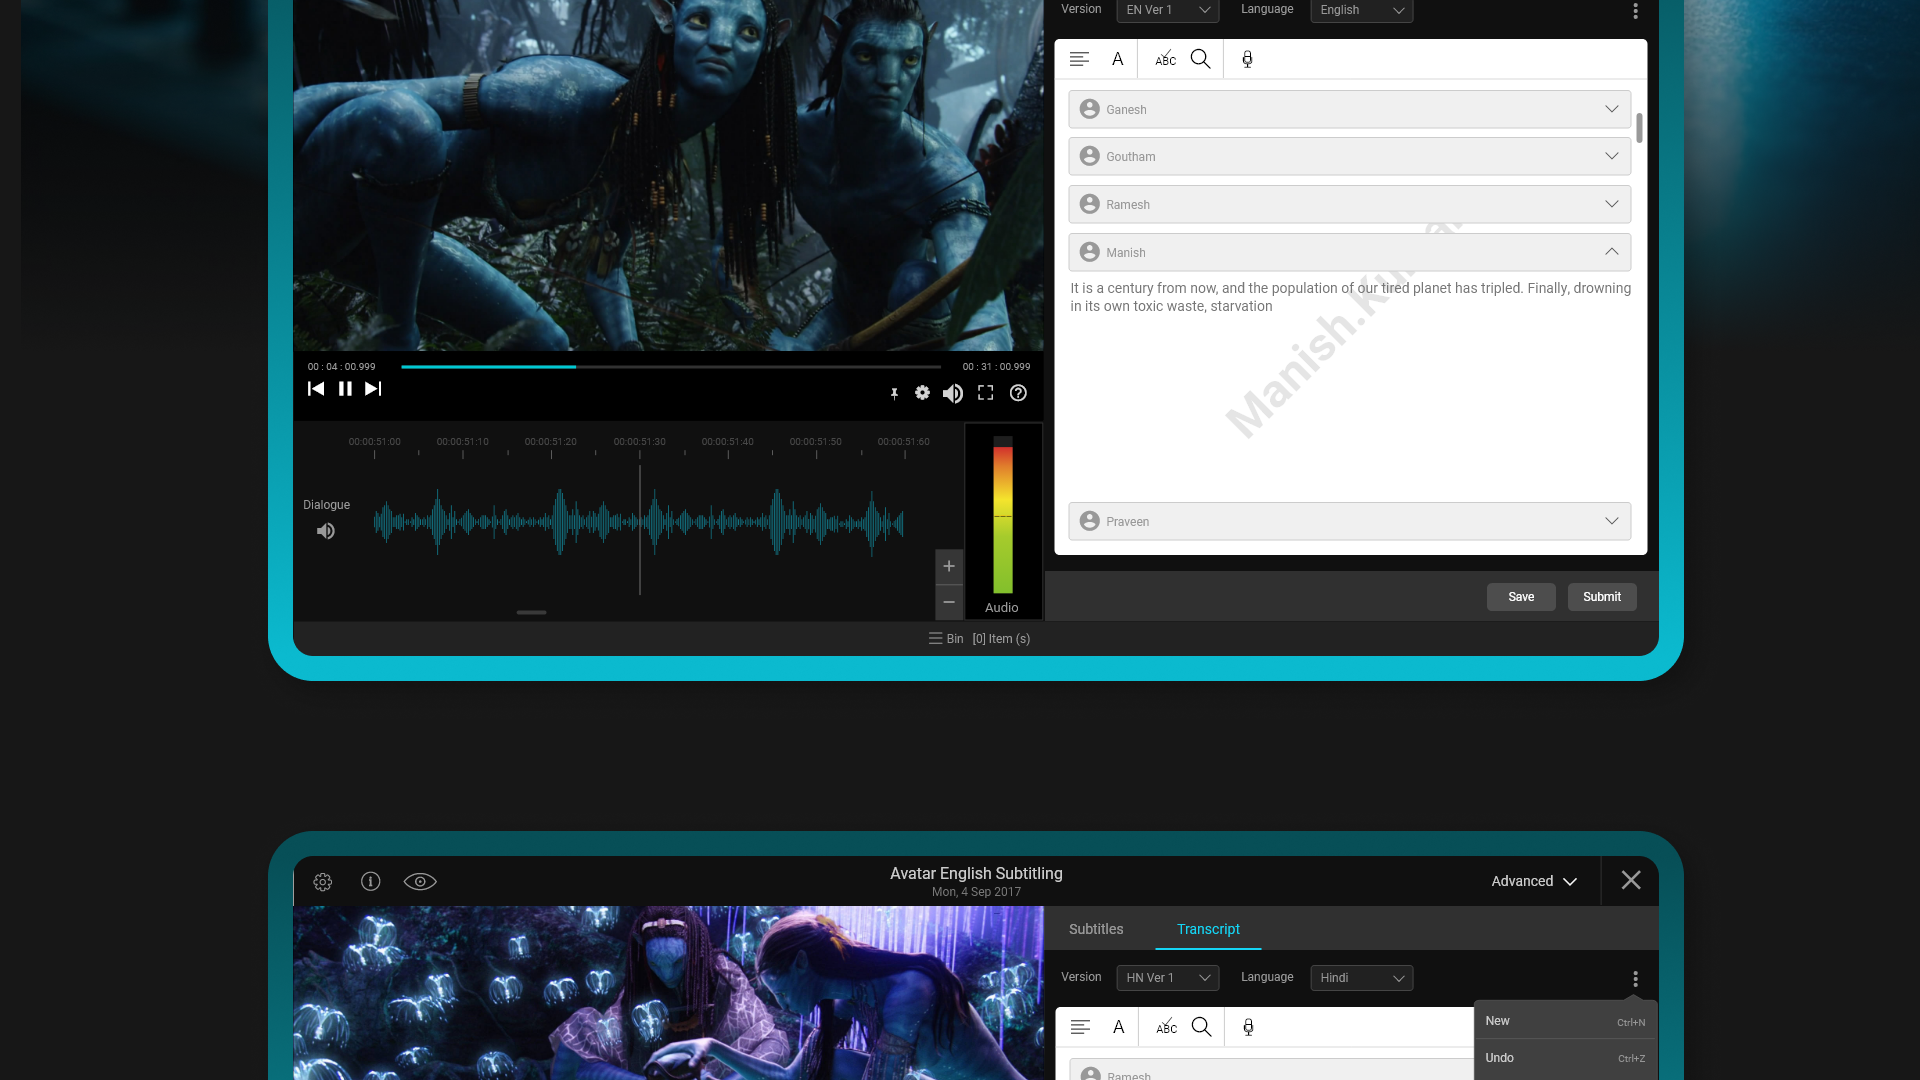 Version EN Ver 1 Language English
A ABC
Ganesh
Goutham
Ramesh
Manish
It is a century from now, and the population of our tired planet has tripled. Finally, drowning
in its own toxic waste, starvation
Praveen
Save Submit
00 : 04 : 00.999 00 : 31 : 00.999
00:00:51:00 00:00:51:10 00:00:51:20 00:00:51:30 00:00:51:40 00:00:51:50 00:00:51:60
Dialogue
Audio
Bin [0] Item (s)
Avatar English Subtitling
Mon, 4 Sep 2017
Advanced
Subtitles Transcript
Version HN Ver 1 Language Hindi
A ABC
New Ctrl+N
Undo Ctrl+Z
Ramesh